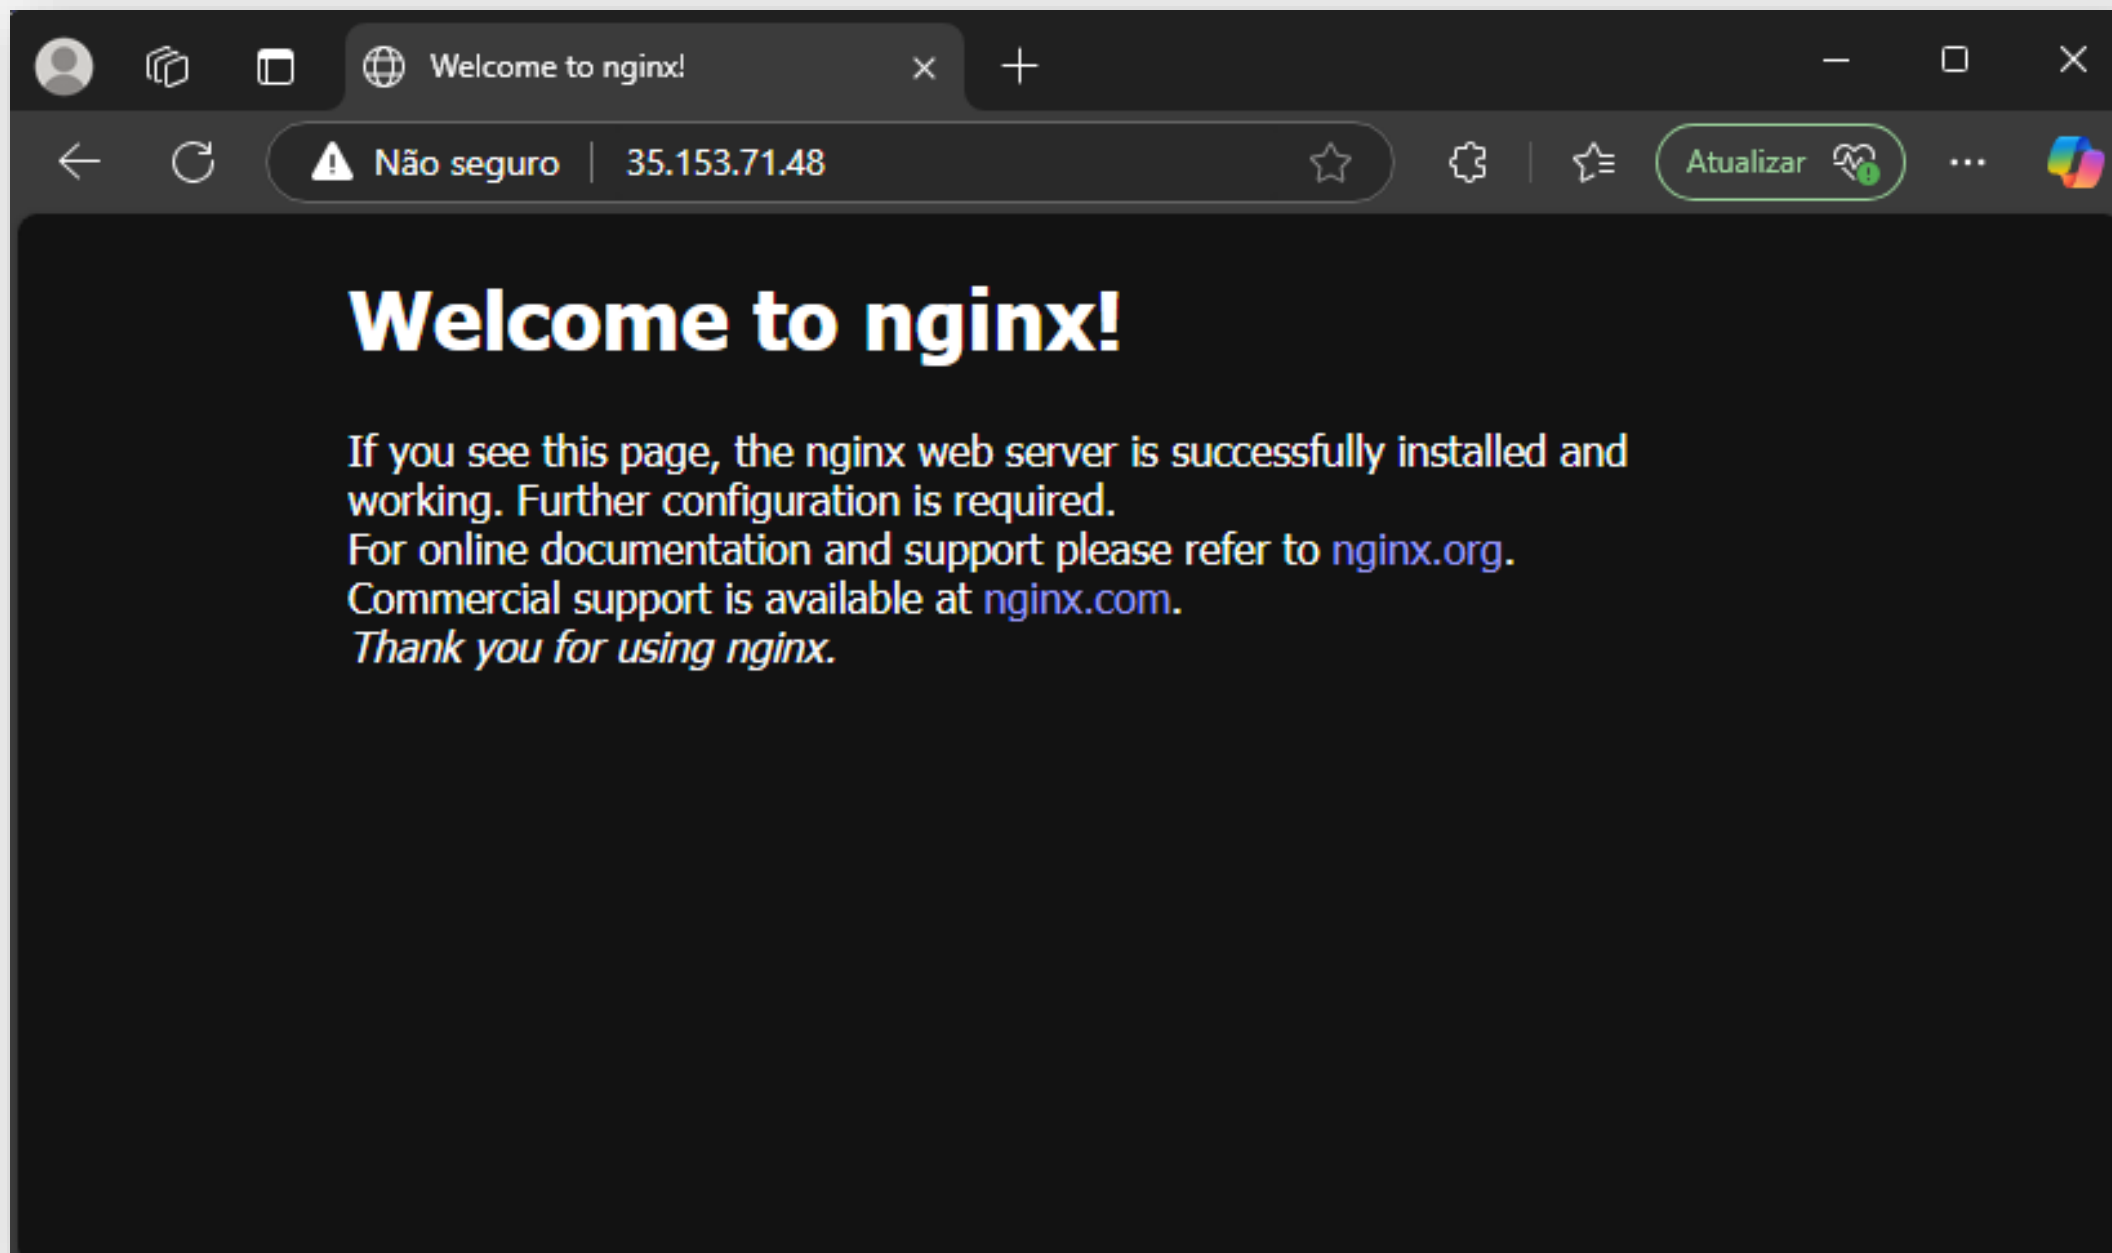 Welcome to nginx!
Não seguro 35.153.71.48
Atualizar
Welcome to nginx!
If you see this page, the nginx web server is successfully installed and
working. Further configuration is required.
For online documentation and support please refer to nginx.org.
Commercial support is available at nginx.com.
Thank you for using nginx.